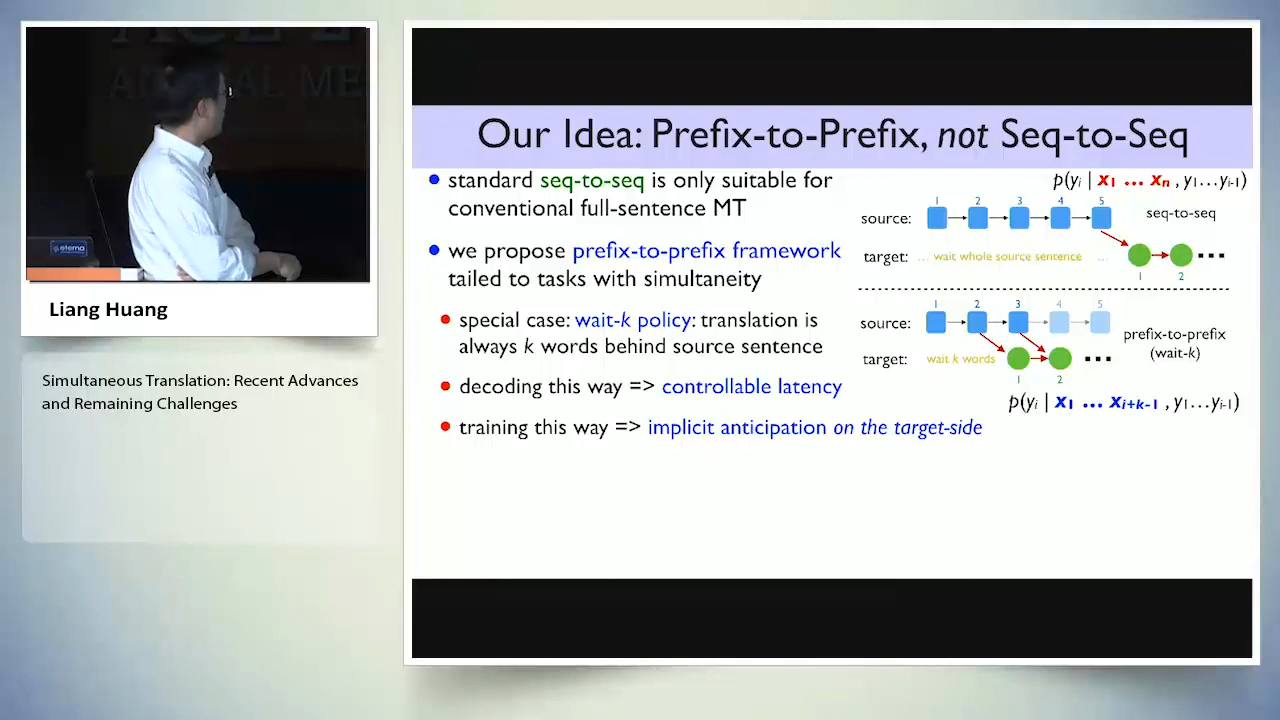 ANNUAL ME
eterna
Liang Huang
Simultaneous Translation: Recent Advances
and Remaining Challenges
Our Idea: Prefix-to-Prefix, not Seq-to-Seq
• standard seq-to-seq is only suitable for
conventional full-sentence MT
• we propose prefix-to-prefix framework
tailed to tasks with simultaneity
• special case: wait-k policy: translation is
always k words behind source sentence
• decoding this way => controllable latency
• training this way => implicit anticipation on the target-side
p(yi | x1 ... xn , y1...yi-1)
1 2 3 4 5
source:
seq-to-seq
target: ... wait whole source sentence ...
1 2
1 2 3 4 5
source:
prefix-to-prefix
(wait-k)
target: wait k words
1 2
p(yi | x1 ... xi+k-1 , y1...yi-1)